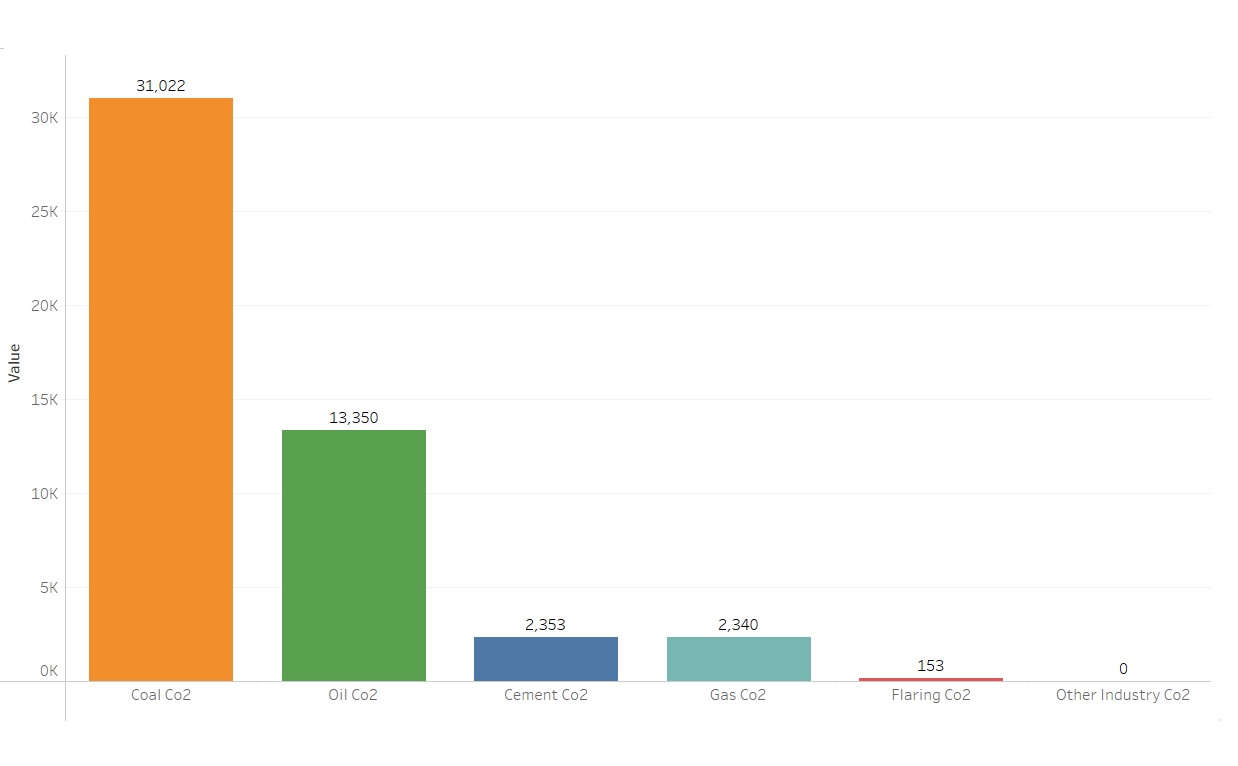 31,022
30K
25K
20K
Value
15K
13,350
10K
5K
2,353
2,340
153
0
0K
Coal Co2
Oil Co2
Cement Co2
Gas Co2
Flaring Co2
Other Industry Co2